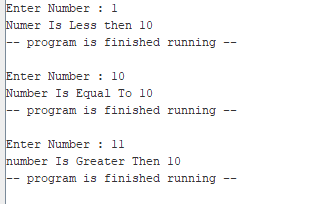 Enter Number : 1
Numer Is Less then 10
-- program is finished running --
Enter Number : 10
Number Is Equal To 10
-- program is finished running --
Enter Number : 11
number Is Greater Then 10
-- program is finished running --